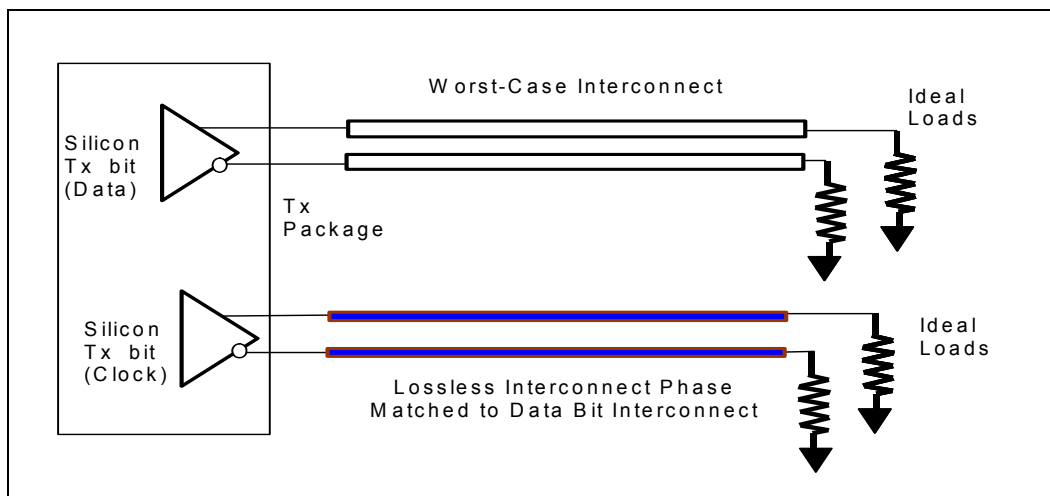 Worst-Case Interconnect
Ideal
Loads
Silicon
Tx bit
(Data)
Tx
Package
Silicon
Tx bit
(Clock)
Ideal
Loads
Lossless Interconnect Phase
Matched to Data Bit Interconnect